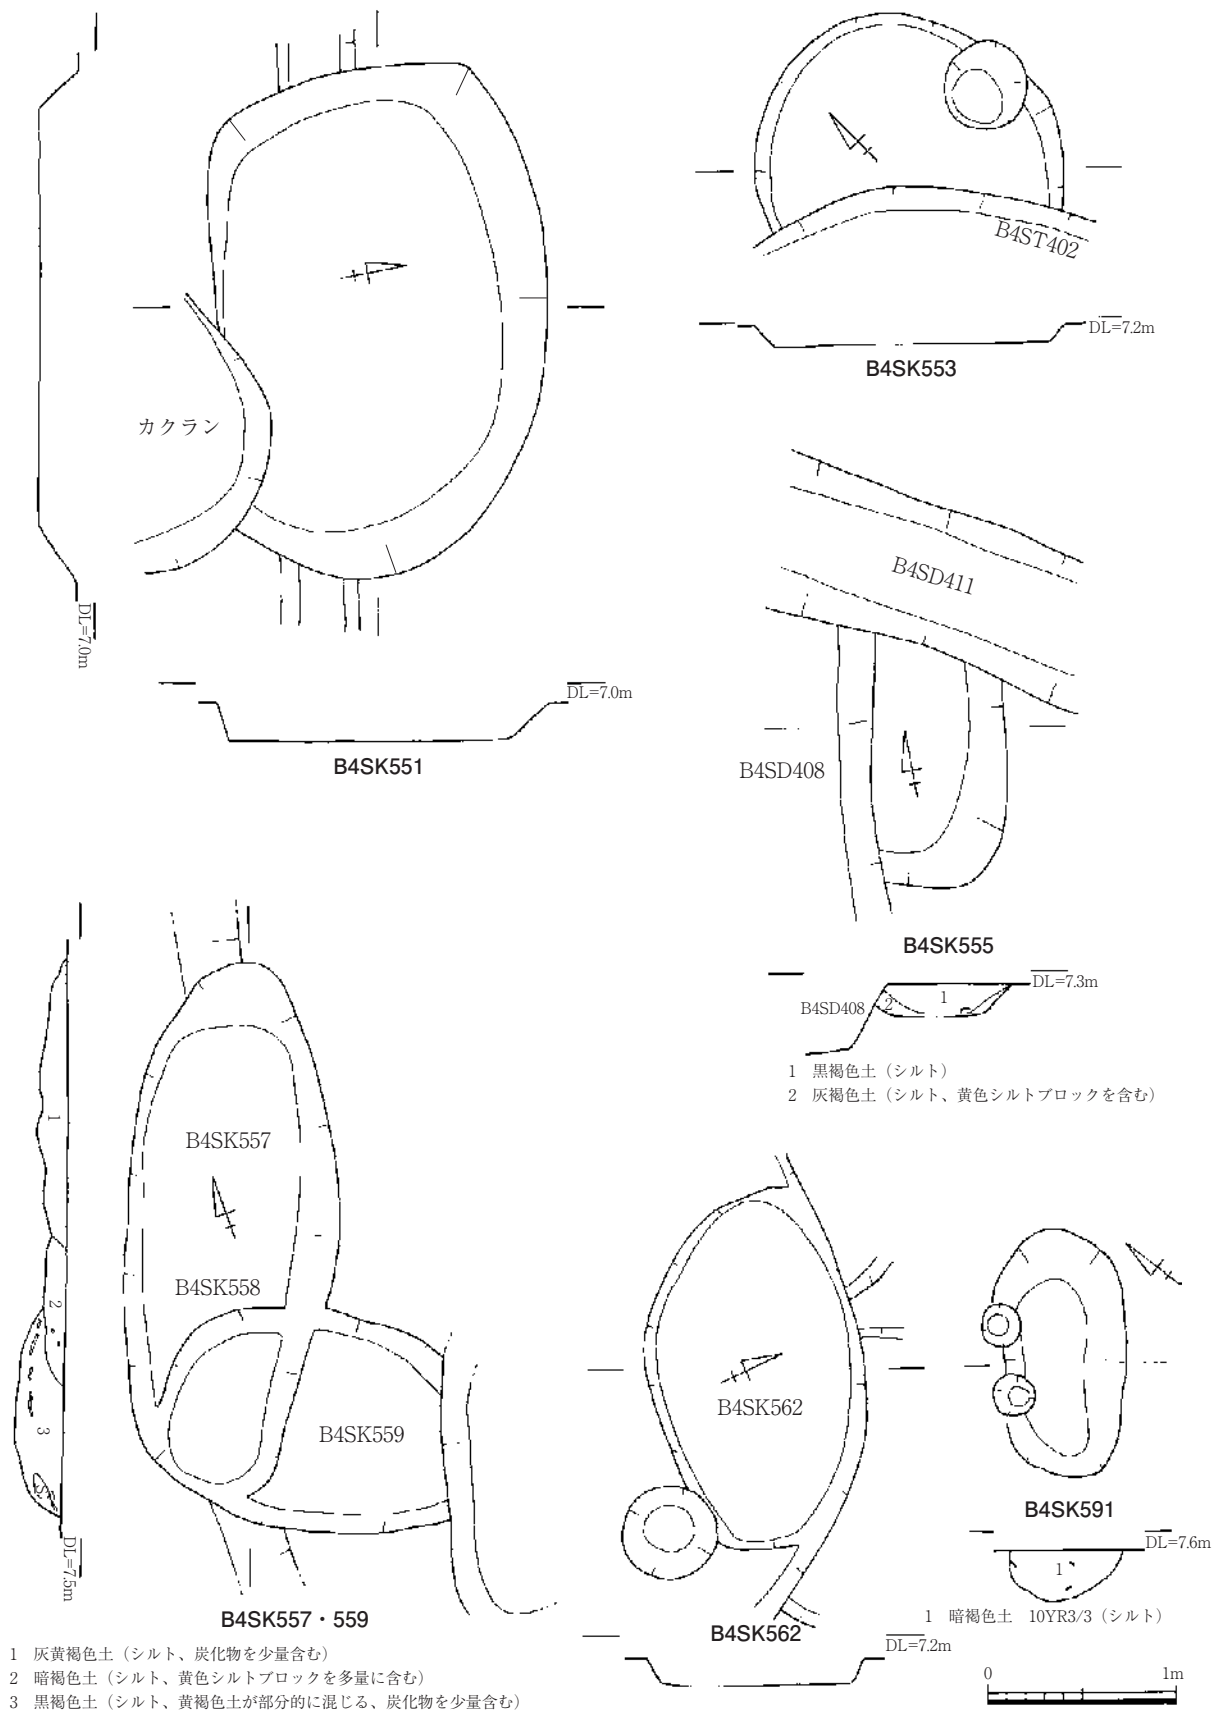 カクラン
DL=7.0m
DL=7.0m
B4SK551
B4ST402
DL=7.2m
B4SK553
B4SD411
B4SD408
B4SK555
DL=7.3m
B4SD408
2
1
1 黒褐色土（シルト）
2 灰褐色土（シルト、黄色シルトブロックを含む）
1
2
3
S
DL=7.5m
B4SK557
B4SK558
B4SK559
B4SK557・559
1 灰黄褐色土（シルト、炭化物を少量含む）
2 暗褐色土（シルト、黄色シルトブロックを多量に含む）
3 黒褐色土（シルト、黄褐色土が部分的に混じる、炭化物を少量含む）
B4SK562
B4SK562
DL=7.2m
B4SK591
DL=7.6m
1
1 暗褐色土 10YR3/3（シルト）
0 1m